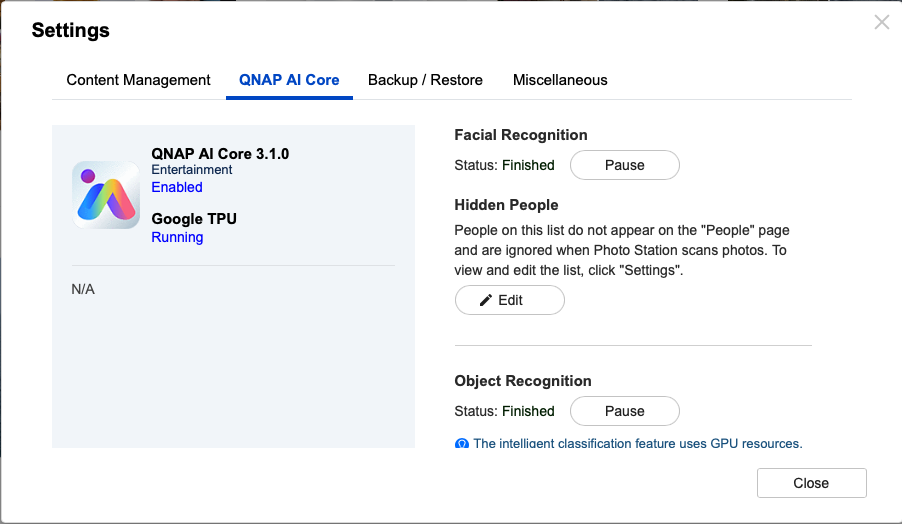 Settings
Content Management
QNAP AI Core
Backup / Restore
Miscellaneous
QNAP AI Core 3.1.0
Entertainment
Enabled
Google TPU
Running
N/A
Facial Recognition
Status: Finished
Pause
Hidden People
People on this list do not appear on the "People" page
and are ignored when Photo Station scans photos. To
view and edit the list, click "Settings".
Edit
Object Recognition
Status: Finished
Pause
The intelligent classification feature uses GPU resources.
Close